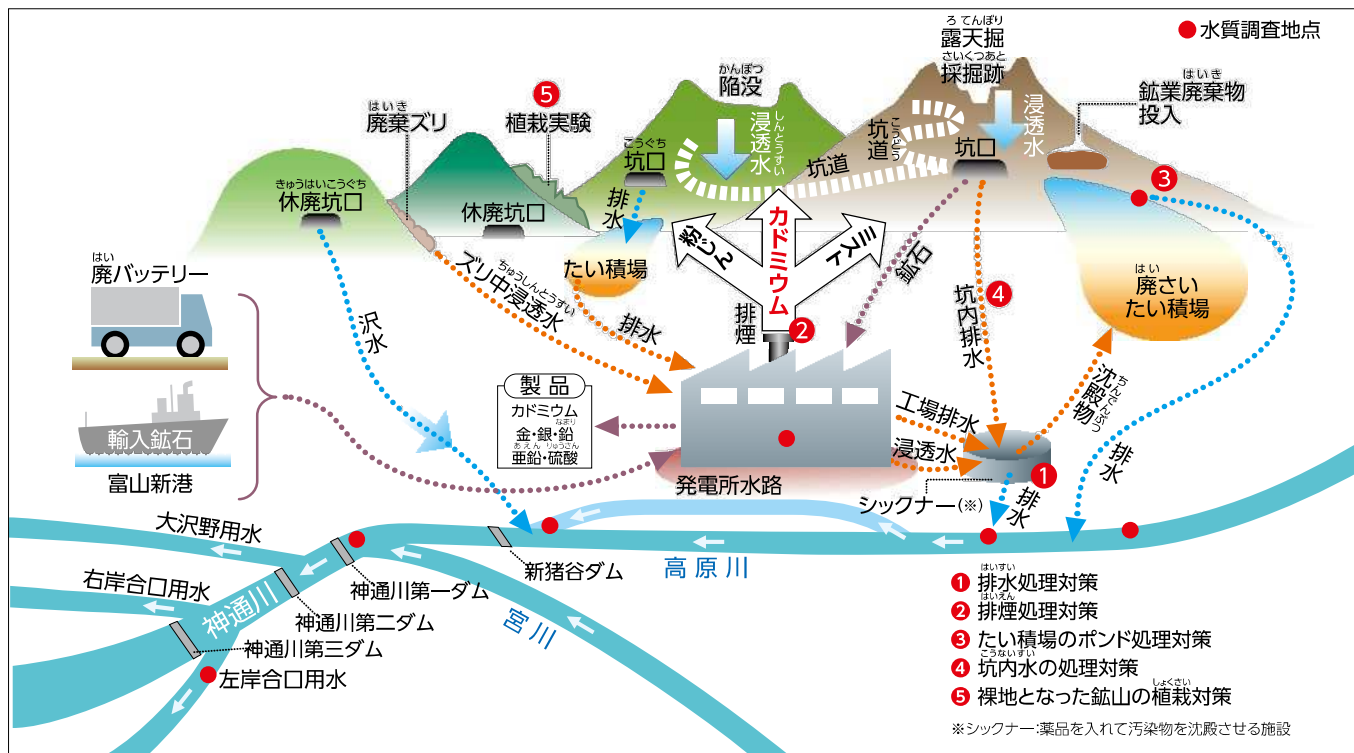 水質調査地点
ろてんぼり
露天掘
さいくつあと
採掘跡
かんぼつ
陥没
はいき
鉱業廃棄物
投入
はいき
廃棄ズリ
5
植栽実験
こうぐち
坑口
しんとうすい
浸透水
坑道
こうどう
坑道
坑口
浸透水
3
きゅうはいこうぐち
休廃坑口
休廃坑口
排水
たい積場
粉じん
カドミウム
ミスト
鉱石
4
坑内排水
はい
廃さい
たい積場
はい
廃バッテリー
沢水
ちゅうしんとうすい
ズリ中浸透水
排水
排煙
2
ちんでんぶつ
沈殿物
排水
製品
カドミウム
なまり
金・銀・鉛
あえん りゅうさん
亜鉛・硫酸
工場排水
浸透水
1
輸入鉱石
富山新港
発電所水路
シックナー(※)
排水
大沢野用水
右岸合口用水
神通川
新猪谷ダム
高原川
神通川第一ダム
神通川第二ダム
宮川
神通川第三ダム
左岸合口用水
はいすい
1 排水処理対策
はいえん
2 排煙処理対策
3 たい積場のポンド処理対策
こうないすい
4 坑内水の処理対策
しょくさい
5 裸地となった鉱山の植栽対策
※シックナー:薬品を入れて汚染物を沈殿させる施設